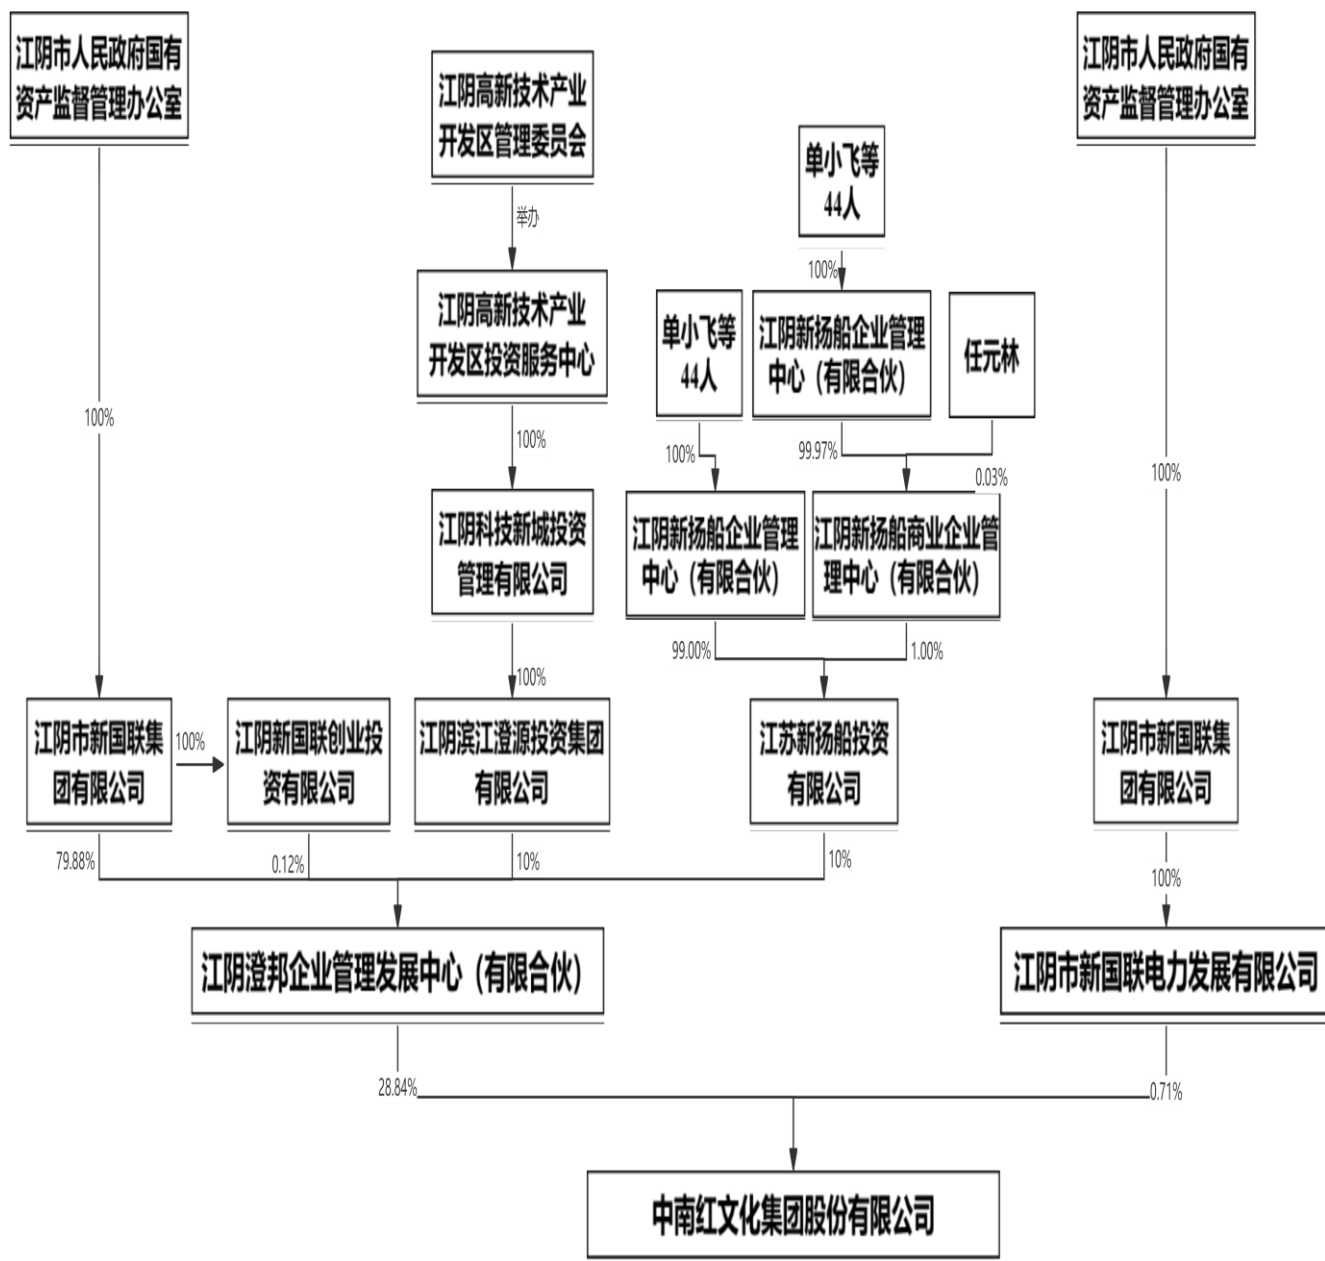 江阴市人民政府国有
资产监督管理办公室
江阴高新技术产业
开发区管理委员会
单小飞等
44人
江阴市人民政府国有
资产监督管理办公室
举办
100%
江阴高新技术产业
开发区投资服务中心
单小飞等
44人
江阴新扬船企业管理
中心（有限合伙）
任元林
100%
100%
100%
99.97%
0.03%
100%
江阴科技新城投资
管理有限公司
江阴新扬船企业管理
中心（有限合伙）
江阴新扬船商业企业管
理中心（有限合伙）
100%
99.00%
1.00%
江阴市新国联集
团有限公司
100%
江阴新国联创业投
资有限公司
江阴滨江澄源投资集团
有限公司
江苏新扬船投资
有限公司
江阴市新国联集
团有限公司
79.88%
0.12%
10%
10%
100%
江阴澄邦企业管理发展中心（有限合伙）
江阴市新国联电力发展有限公司
28.84%
0.71%
中南红文化集团股份有限公司